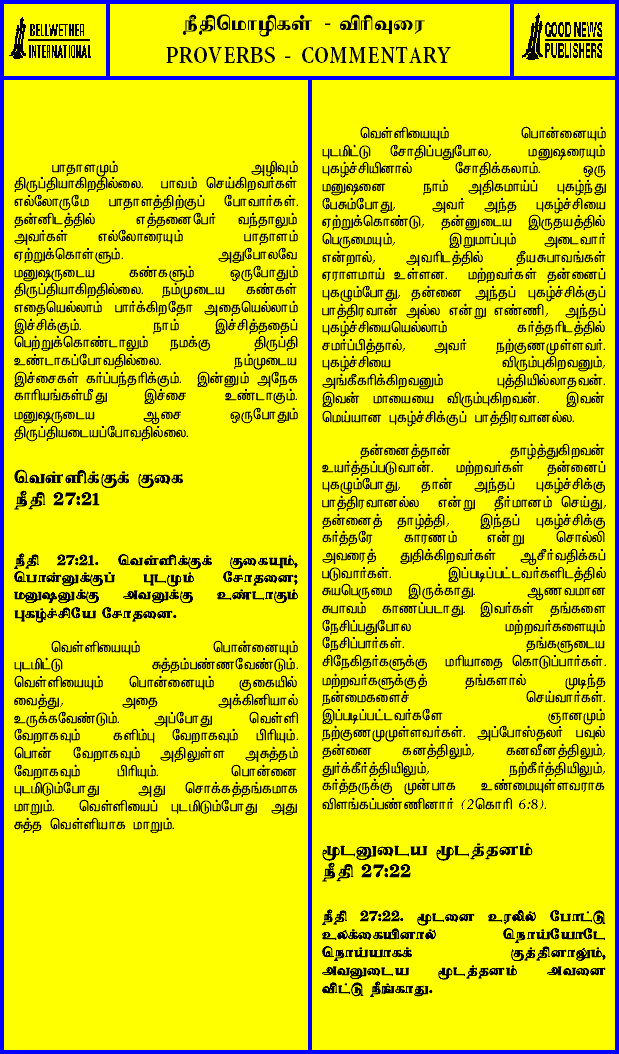 BELLWETHER
INTERNATIONAL
நீதிமொழிகள் - விரிவுரை
PROVERBS - COMMENTARY
GOOD NEWS
PUBLISHERS
பாதாளமும் அழிவும்
திருப்தியாகிறதில்லை. பாவம் செய்கிறவர்கள்
எல்லோருமே பாதாளத்திற்குப் போவார்கள்.
தன்னிடத்தில் எத்தனைபேர் வந்தாலும்
அவர்கள் எல்லோரையும் பாதாளம்
ஏற்றுக்கொள்ளும். அதுபோலவே
மனுஷருடைய கண்களும் ஒருபோதும்
திருப்தியாகிறதில்லை. நம்முடைய கண்கள்
எதையெல்லாம் பார்க்கிறதோ அதையெல்லாம்
இச்சிக்கும். நாம் இச்சித்ததைப்
பெற்றுக்கொண்டாலும் நமக்கு திருப்தி
உண்டாகப்போவதில்லை. நம்முடைய
இச்சைகள் கர்ப்பந்தரிக்கும். இன்னும் அநேக
காரியங்கள்மீது இச்சை உண்டாகும்.
மனுஷருடைய ஆசை ஒருபோதும்
திருப்தியடையப்போவதில்லை.
வெள்ளிக்குக் குகை
நீதி 27:21
நீதி 27:21. வெள்ளிக்குக் குகையும்,
பொன்னுக்குப் புடமும் சோதனை;
மனுஷனுக்கு அவனுக்கு உண்டாகும்
புகழ்ச்சியே சோதனை.
வெள்ளியையும் பொன்னையும்
புடமிட்டு சுத்தம்பண்ணவேண்டும்.
வெள்ளியையும் பொன்னையும் குகையில்
வைத்து, அதை அக்கினியால்
உருக்கவேண்டும். அப்போது வெள்ளி
வேறாகவும் களிம்பு வேறாகவும் பிரியும்.
பொன் வேறாகவும் அதிலுள்ள அசுத்தம்
வேறாகவும் பிரியும். பொன்னை
புடமிடும்போது அது சொக்கத்தங்கமாக
மாறும். வெள்ளியைப் புடமிடும்போது அது
சுத்த வெள்ளியாக மாறும்.
வெள்ளியையும் பொன்னையும்
புடமிட்டு சோதிப்பதுபோல, மனுஷரையும்
புகழ்ச்சியினால் சோதிக்கலாம். ஒரு
மனுஷனை நாம் அதிகமாய்ப் புகழ்ந்து
பேசும்போது, அவர் அந்த புகழ்ச்சியை
ஏற்றுக்கொண்டு, தன்னுடைய இருதயத்தில்
பெருமையும், இறுமாப்பும் அடைவார்
என்றால், அவரிடத்தில் தீயசுபாவங்கள்
ஏராளமாய் உள்ளன. மற்றவர்கள் தன்னைப்
புகழும்போது, தன்னை அந்தப் புகழ்ச்சிக்குப்
பாத்திரவான் அல்ல என்று எண்ணி, அந்தப்
புகழ்ச்சியையெல்லாம் கர்த்தரிடத்தில்
சமர்ப்பித்தால், அவர் நற்குணமுள்ளவர்.
புகழ்ச்சியை விரும்புகிறவனும்,
அங்கீகரிக்கிறவனும் புத்தியில்லாதவன்.
இவன் மாயையை விரும்புகிறவன். இவன்
மெய்யான புகழ்ச்சிக்குப் பாத்திரவானல்ல.
தன்னைத்தான் தாழ்த்துகிறவன்
உயர்த்தப்படுவான். மற்றவர்கள் தன்னைப்
புகழும்போது, தான் அந்தப் புகழ்ச்சிக்கு
பாத்திரவானல்ல என்று தீர்மானம் செய்து,
தன்னைத் தாழ்த்தி, இந்தப் புகழ்ச்சிக்கு
கர்த்தரே காரணம் என்று சொல்லி
அவரைத் துதிக்கிறவர்கள் ஆசீர்வதிக்கப்
படுவார்கள். இப்படிப்பட்டவர்களிடத்தில்
சுயபெருமை இருக்காது. ஆணவமான
சுபாவம் காணப்படாது. இவர்கள் தங்களை
நேசிப்பதுபோல மற்றவர்களையும்
நேசிப்பார்கள். தங்களுடைய
சிநேகிதர்களுக்கு மரியாதை கொடுப்பார்கள்.
மற்றவர்களுக்குத் தங்களால் முடிந்த
நன்மைகளைச் செய்வார்கள்.
இப்படிப்பட்டவர்களே ஞானமும்
நற்குணமுமுள்ளவர்கள். அப்போஸ்தலர் பவுல்
தன்னை கனத்திலும், கனவீனத்திலும்,
துர்க்கீர்த்தியிலும், நற்கீர்த்தியிலும்,
கர்த்தருக்கு முன்பாக உண்மையுள்ளவராக
விளங்கப்பண்ணினார் (2கொரி 6:8).
மூடனுடைய மூடத்தனம்
நீதி 27:22
நீதி 27:22. மூடனை உரலில் போட்டு
உலக்கையினால் நொய்யோடே
நொய்யாகக் குத்தினாலும்,
அவனுடைய மூடத்தனம் அவனை
விட்டு நீங்காது.